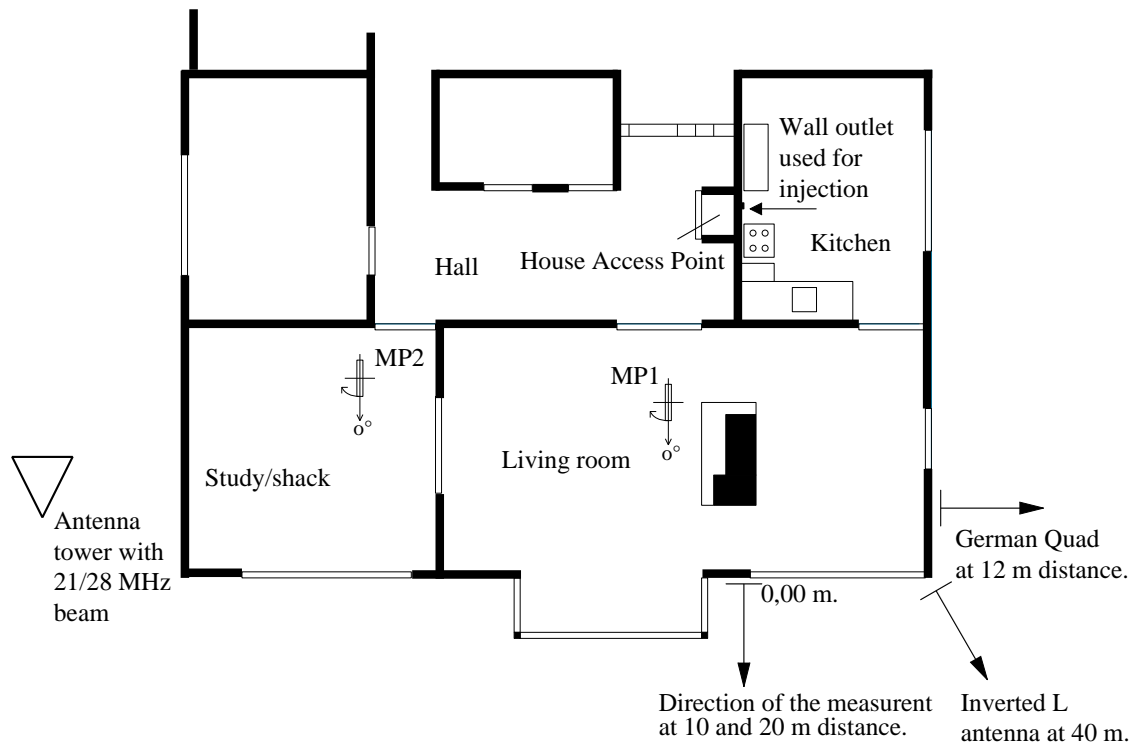 Wall outlet
used for
injection
Kitchen
House Access Point
Hall
MP2
o°
MP1
o°
Study/shack
Living room
Antenna
tower with
21/28 MHz
beam
German Quad
at 12 m distance.
0,00 m.
Direction of the measurent
at 10 and 20 m distance.
Inverted L
antenna at 40 m.